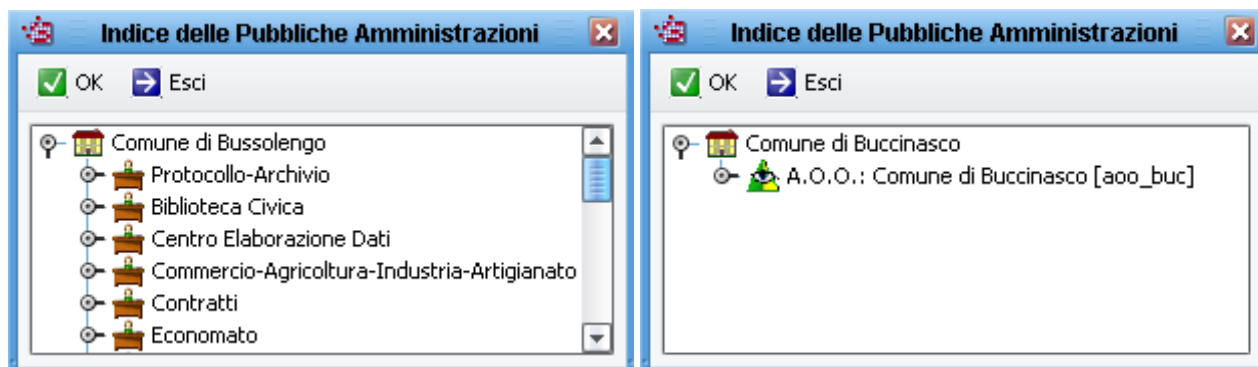 Indice delle Pubbliche Amministrazioni
OK Esci
Comune di Bussolengo
Protocollo-Archivio
Biblioteca Civica
Centro Elaborazione Dati
Commercio-Agricoltura-Industria-Artigianato
Contratti
Economato
Indice delle Pubbliche Amministrazioni
OK Esci
Comune di Buccinasco
A.O.O.: Comune di Buccinasco [aoo_buc]